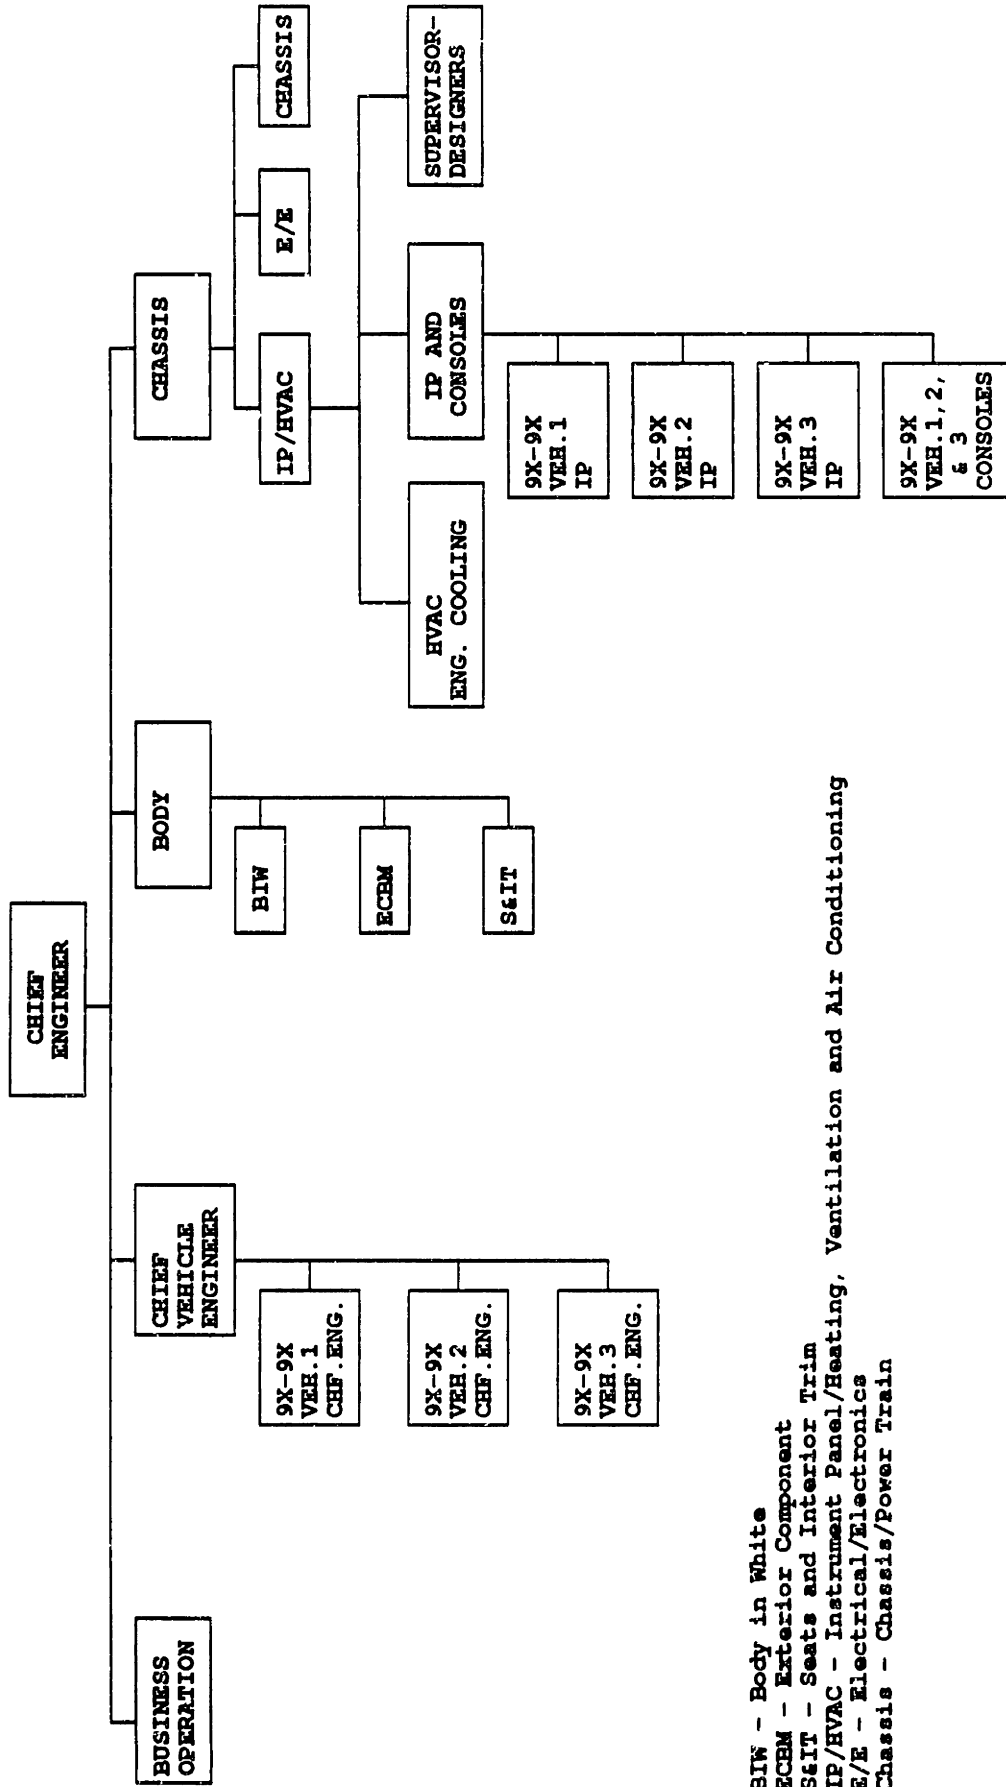 CHIEF
ENGINEER
BUSINESS
OPERATION
CHIEF
VEHICLE
ENGINEER
BODY
CHASSIS
9X-9X
VEH.1
CHF.ENG.
9X-9X
VEH.2
CHF.ENG.
9X-9X
VEH.3
CHF.ENG.
BIW
ECBM
S&IT
IP/HVAC
E/E
CHASSIS
HVAC
ENG. COOLING
IP AND
CONSOLES
SUPERVISOR-
DESIGNERS
9X-9X
VEH.1
IP
9X-9X
VEH.2
IP
9X-9X
VEH.3
IP
9X-9X
VEH.1,2,
& 3
CONSOLES
BIW - Body in White
ECBM - Exterior Component
S&IT - Seats and Interior Trim
IP/HVAC - Instrument Panel/Heating, Ventilation and Air Conditioning
E/E - Electrical/Electronics
Chassis - Chassis/Power Train